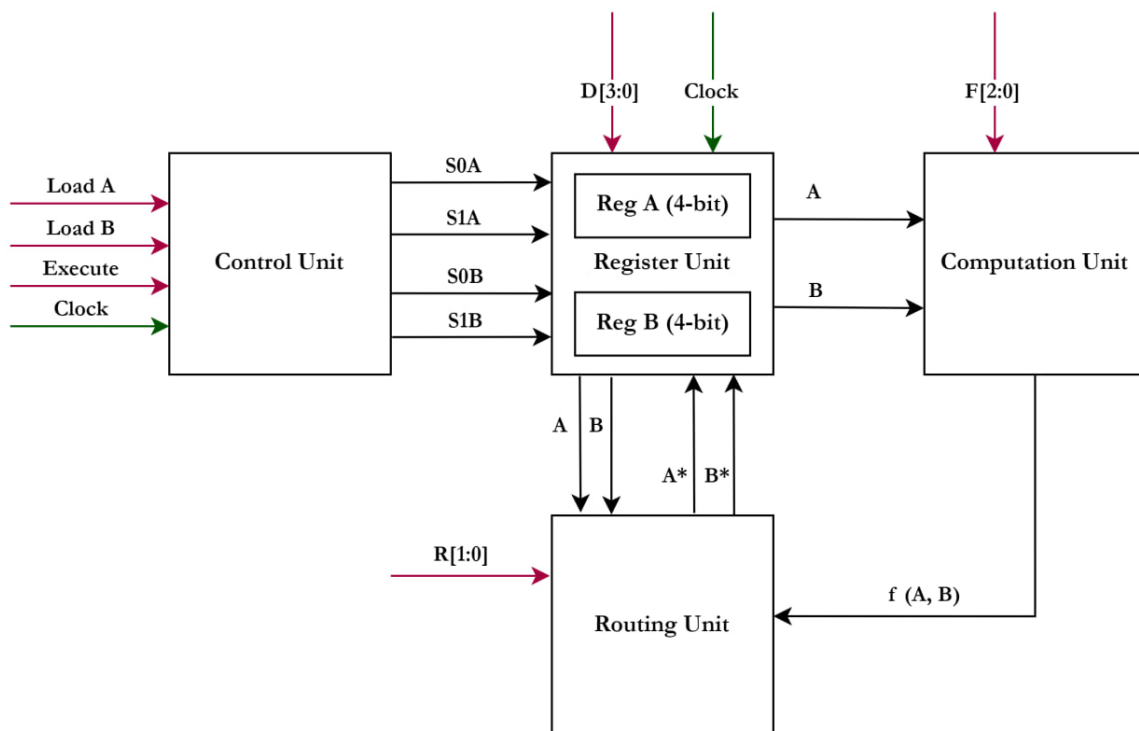 D[3:0]
Clock
F[2:0]
Load A
Load B
Execute
Clock
Control Unit
S0A
S1A
S0B
S1B
Reg A (4-bit)
Register Unit
Reg B (4-bit)
A
B
Computation Unit
A
B
A*
B*
R[1:0]
Routing Unit
f (A, B)